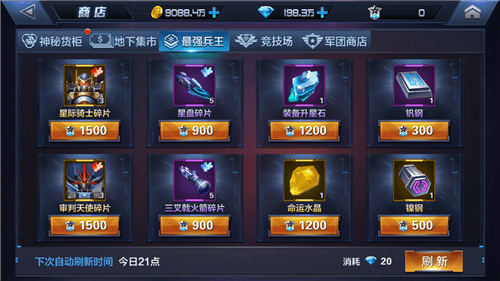 商店
9088.4万
198.3万
1
神秘货柜
地下集市
最强兵王
竞技场
军团商店
3
星际骑士碎片
1500
5
星盘碎片
900
1
装备升星石
1200
1
钒钢
300
3
审判天使碎片
1500
5
三叉戟火箭碎片
900
1
命运水晶
1200
1
镍钢
500
下次自动刷新时间 今日21点
消耗 20
刷新